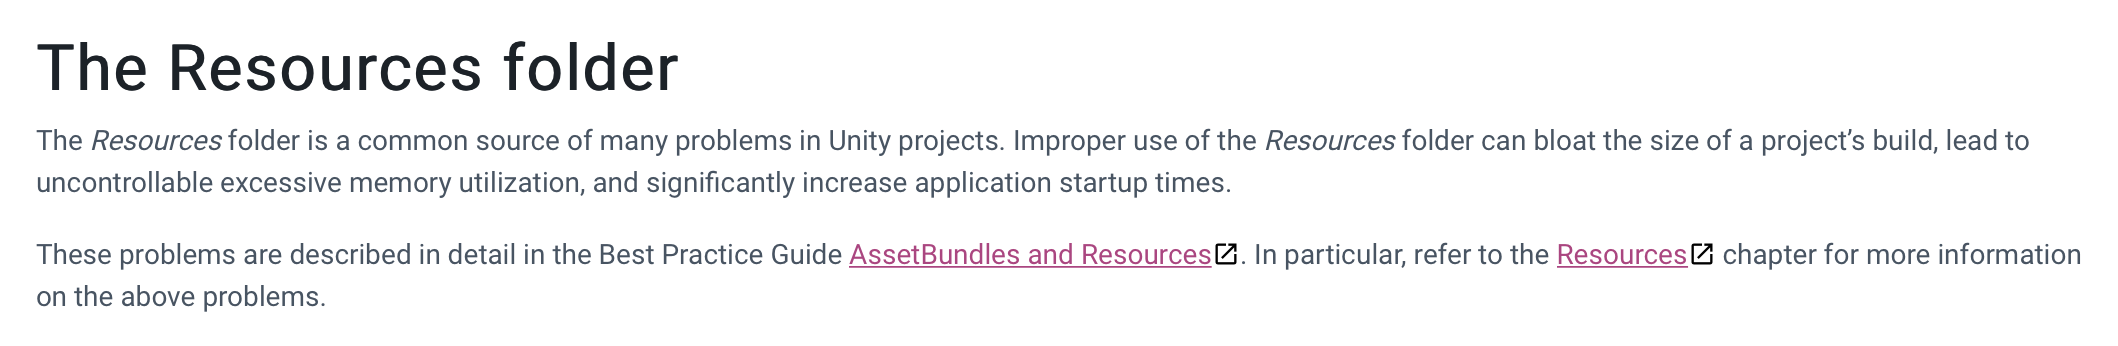 The Resources folder
The Resources folder is a common source of many problems in Unity projects. Improper use of the Resources folder can bloat the size of a project’s build, lead to
uncontrollable excessive memory utilization, and significantly increase application startup times.
These problems are described in detail in the Best Practice Guide AssetBundles and Resources. In particular, refer to the Resources chapter for more information
on the above problems.